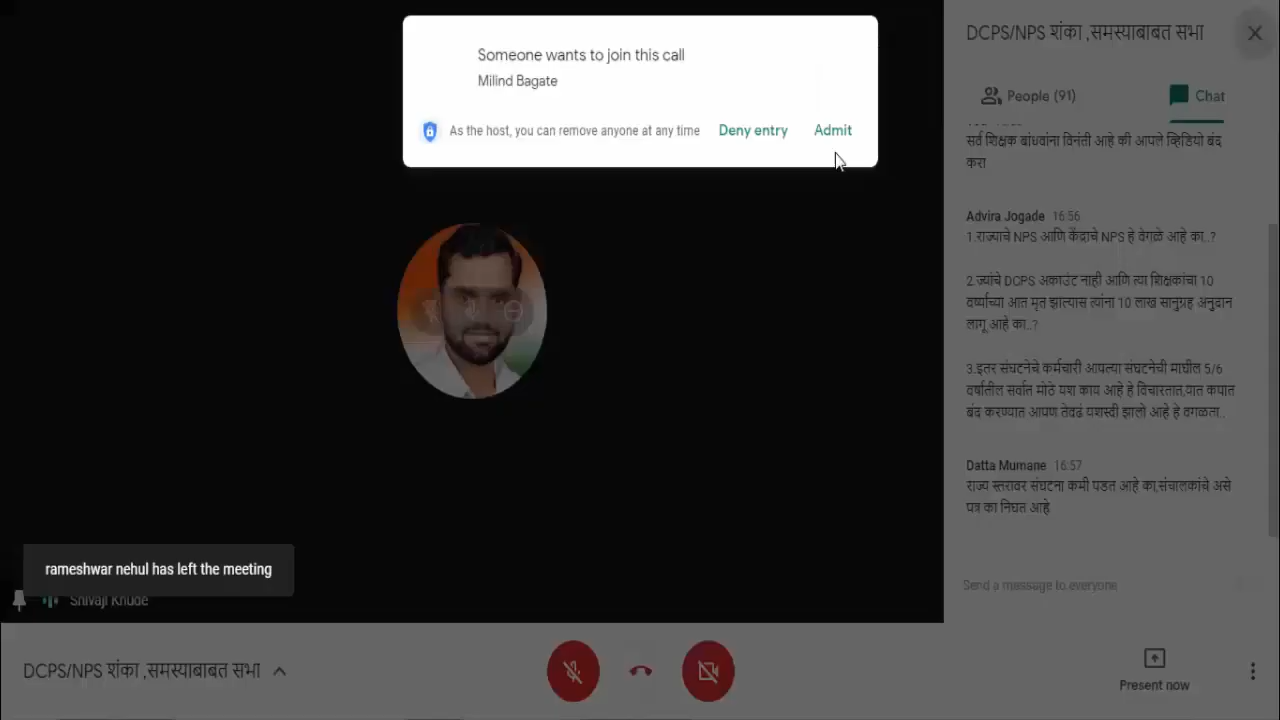 Someone wants to join this call
Milind Bagate
As the host, you can remove anyone at any time
Deny entry
Admit
rameshwar nehul has left the meeting
Shivaji Khude
DCPS/NPS शंका ,समस्याबाबत सभा
Present now
DCPS/NPS शंका ,समस्याबाबत सभा
People (91)
Chat
सर्व शिक्षक बांधवांना विनंती आहे की आपले व्हिडियो बंद
करा
Advira Jogade 16:56
1.राज्याचे NPS आणि केंद्राचे NPS हे वेगळे आहे का..?
2.ज्यांचे DCPS अकाउंट नाही आणि त्या शिक्षकांचा 10
वर्ष्याच्या आत मृत झाल्यास त्यांना 10 लाख सानुग्रह अनुदान
लागू आहे का..?
3.इतर संघटनेचे कर्मचारी आपल्या संघटनेची माघील 5/6
वर्षातील सर्वात मोठे यश काय आहे हे विचारतात,यात कपात
बंद करण्यात आपण तेवढं यशस्वी झालो आहे हे वगळता..
Datta Mumane 16:57
राज्य स्तरावर संघटना कमी पडत आहे का,संचालकांचे असे
पत्र का निघत आहे
Send a message to everyone